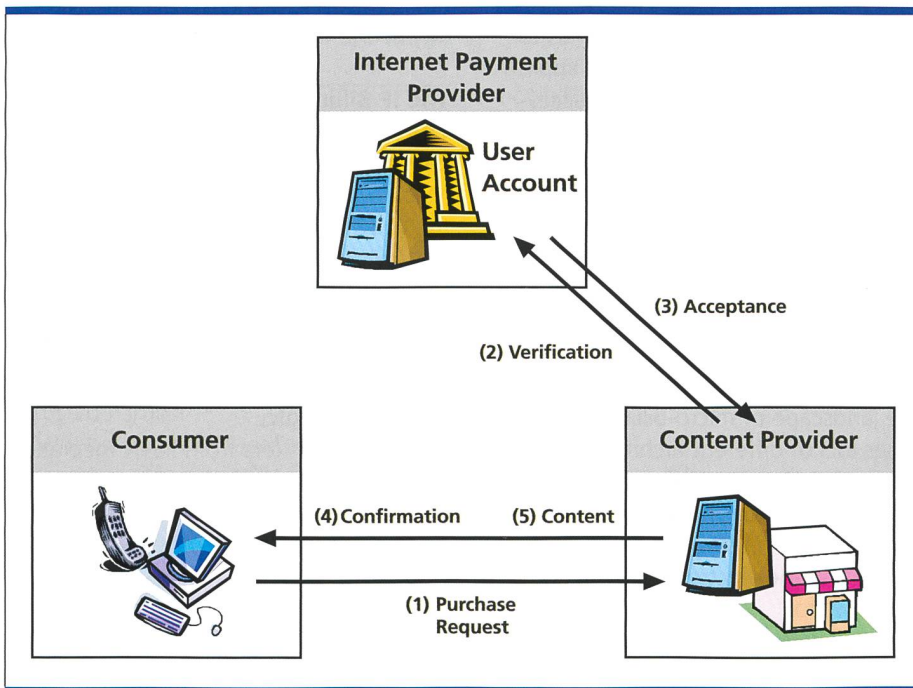 Internet Payment
Provider
User
Account
(3) Acceptance
(2) Verification
Consumer
Content Provider
(4) Confirmation
(5) Content
(1) Purchase
Request